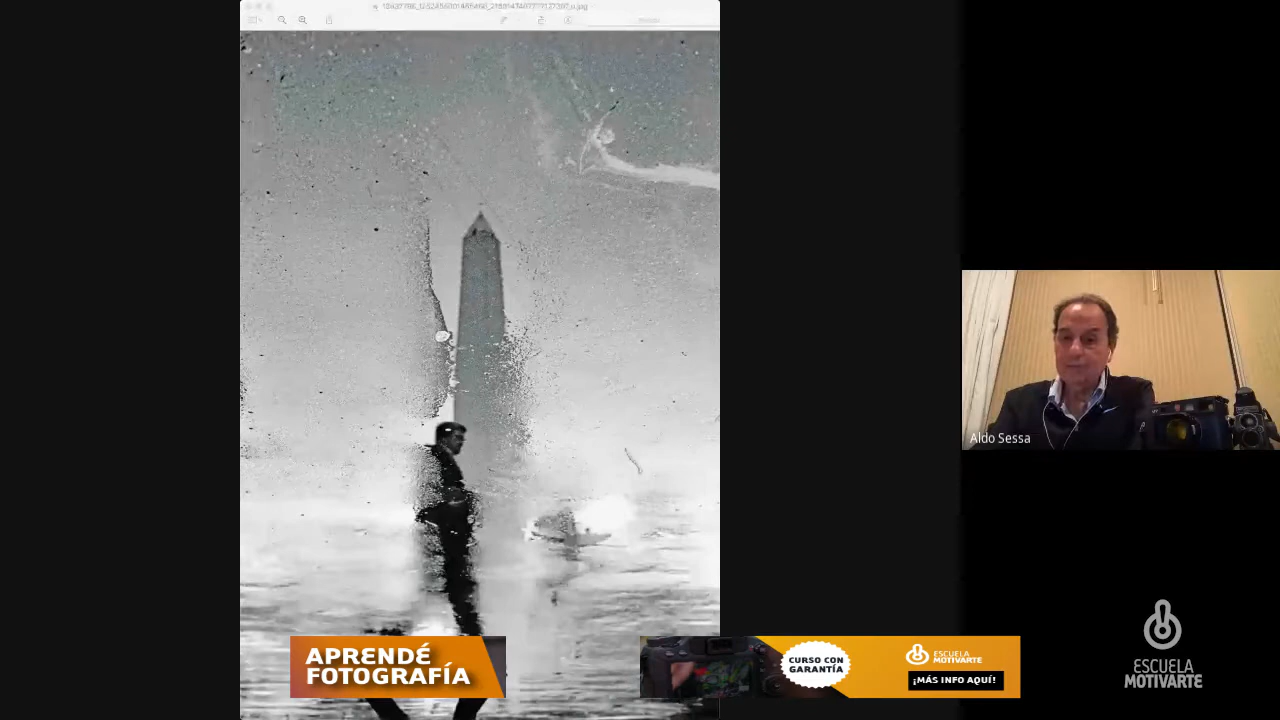 Aldo Sessa
APRENDÉ
FOTOGRAFÍA
CURSO CON
GARANTÍA
ESCUELA
MOTIVARTE
¡MÁS INFO AQUÍ!
ESCUELA
MOTIVARTE